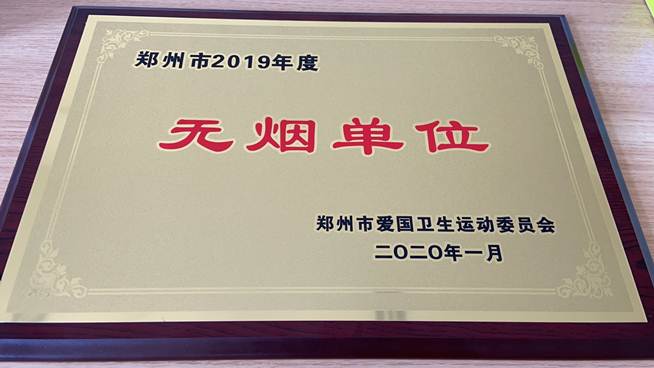 郑州市2019年度
无烟单位
郑州市爱国卫生运动委员会
二〇二〇年一月